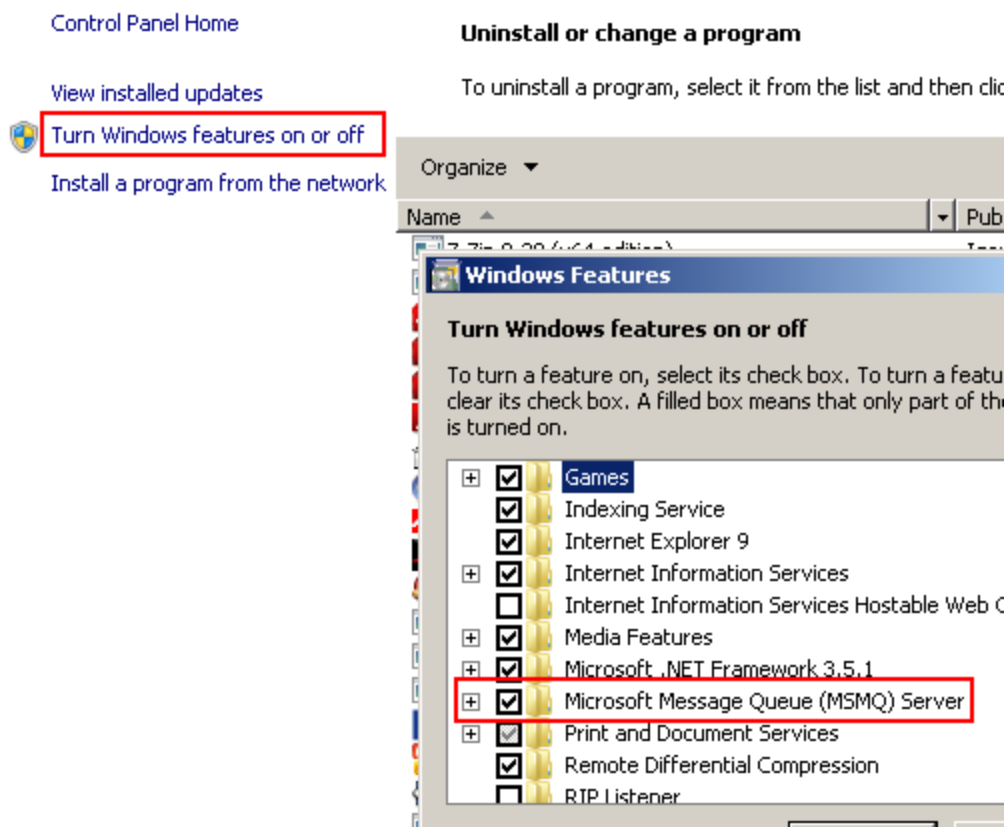 Control Panel Home
View installed updates
Turn Windows features on or off
Install a program from the network
Uninstall or change a program
To uninstall a program, select it from the list and then
Organize
Name
Windows Features
Turn Windows features on or off
To turn a feature on, select its check box. To turn a
clear its check box. A filled box means that only part of
is turned on.
Games
Indexing Service
Internet Explorer 9
Internet Information Services
Internet Information Services Hostable Web
Media Features
Microsoft .NET Framework 3.5.1
Microsoft Message Queue (MSMQ) Server
Print and Document Services
Remote Differential Compression
RIP Listener